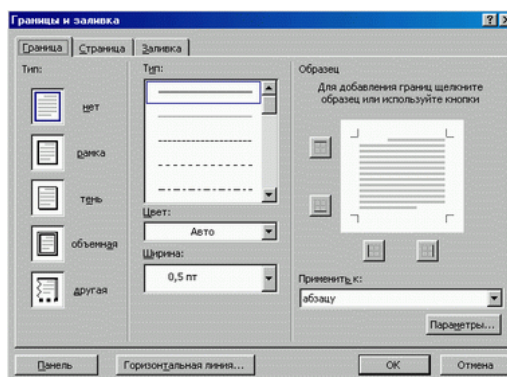 Границы и заливка
Граница Страница Заливка
Тип:
нет
рамка
тень
объемная
другая
Тип:
Цвет:
Авто
Ширина:
0,5 пт
Образец
Для добавления границ щелкните
образец или используйте кнопки
Применить к:
абзацу
Параметры...
Панель
Горизонтальная линия...
ОК
Отмена